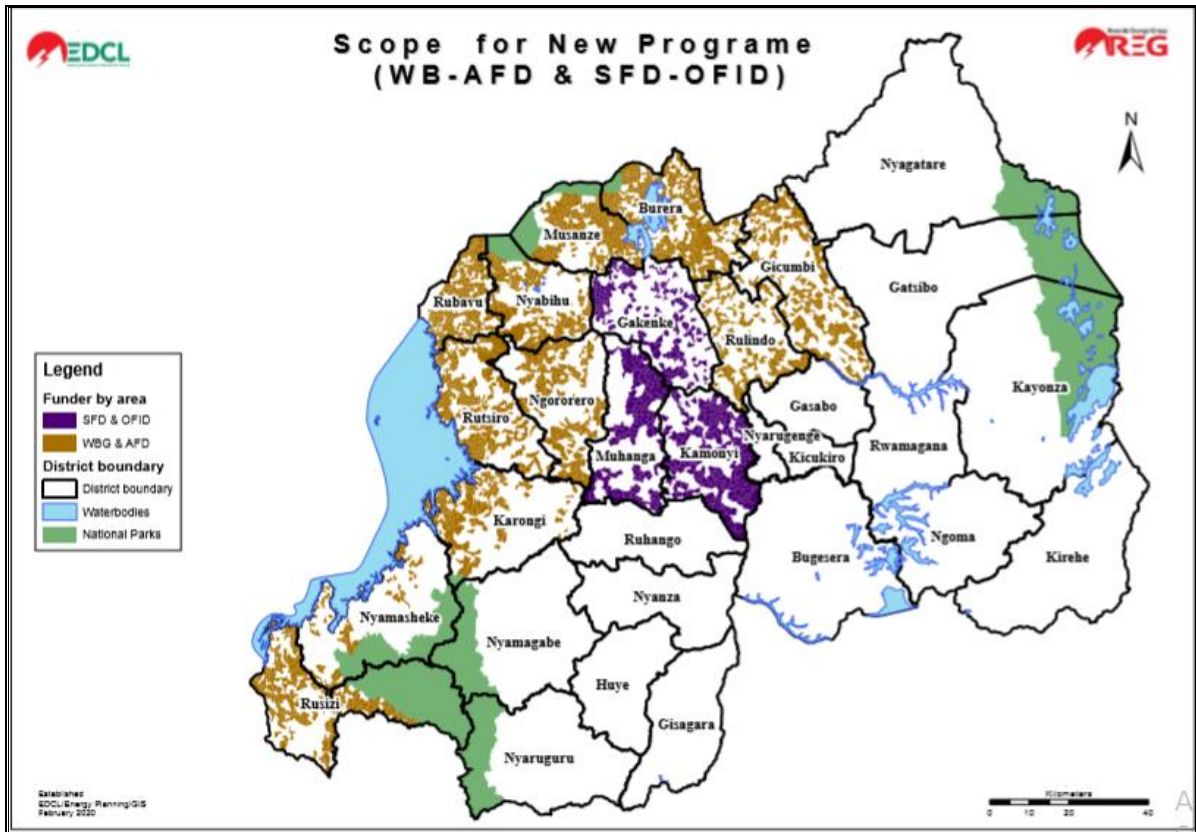 EDCL
Scope for New Programe
(WB-AFD & SFD-OFID)
REG
N
Nyagatare
Burera
Musanze
Gicumbi
Gatsibo
Rubavu
Nyabihu
Gakenke
Rulindo
Kayonza
Legend
Funder by area
SFD & OFID
WBG & AFD
District boundary
District boundary
Waterbodies
National Parks
Rutsiro
Ngororero
Gasabo
Nyarugenge
Kicukiro
Rwamagana
Muhanga
Kamonyi
Karongi
Ruhango
Bugesera
Ngoma
Kirehe
Nyamasheke
Nyanza
Nyamagabe
Huye
Rusizi
Gisagara
Nyaruguru
Established
EDCL/Energy Planning/GIS
February 2020
Kilometers
0 10 20 40
A